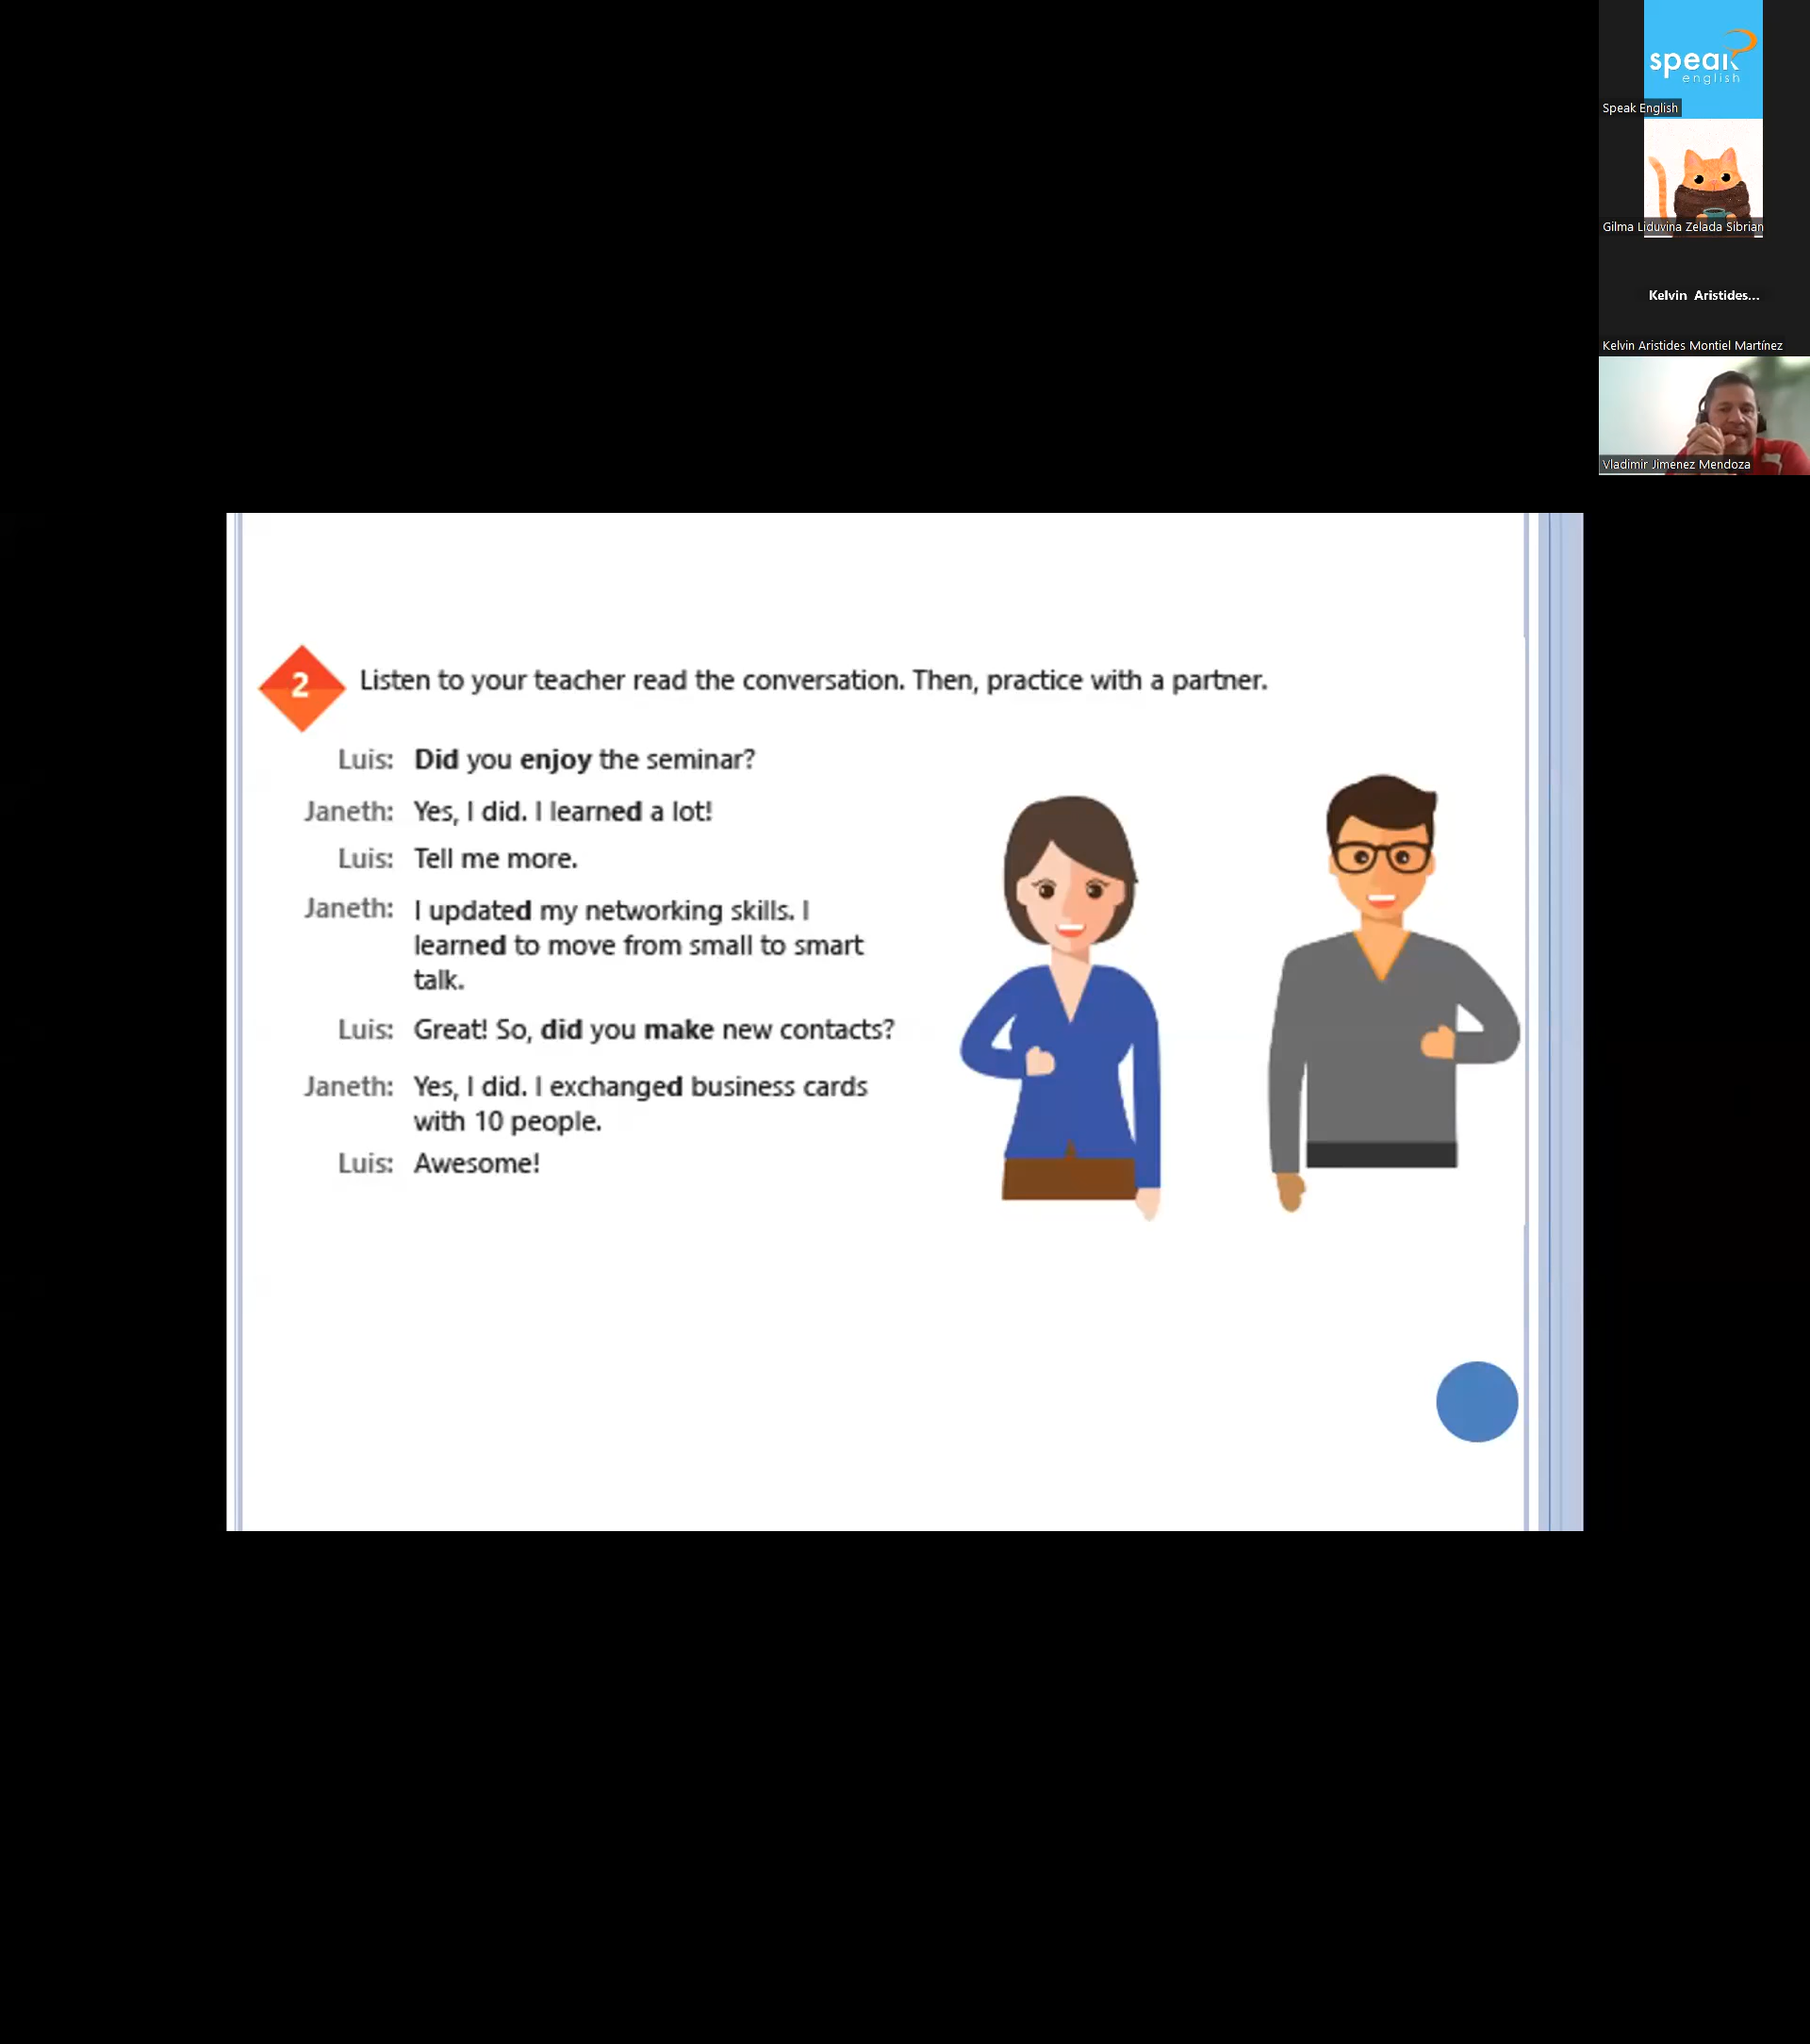 speak
english
Speak English
Gilma Liduvina Zelada Sibrian
Kelvin Aristides...
Kelvin Aristides Montiel Martínez
Vladimir Jimenez Mendoza
2 Listen to your teacher read the conversation. Then, practice with a partner.
Luis: Did you enjoy the seminar?
Janeth: Yes, I did. I learned a lot!
Luis: Tell me more.
Janeth: I updated my networking skills. I
learned to move from small to smart
talk.
Luis: Great! So, did you make new contacts?
Janeth: Yes, I did. I exchanged business cards
with 10 people.
Luis: Awesome!